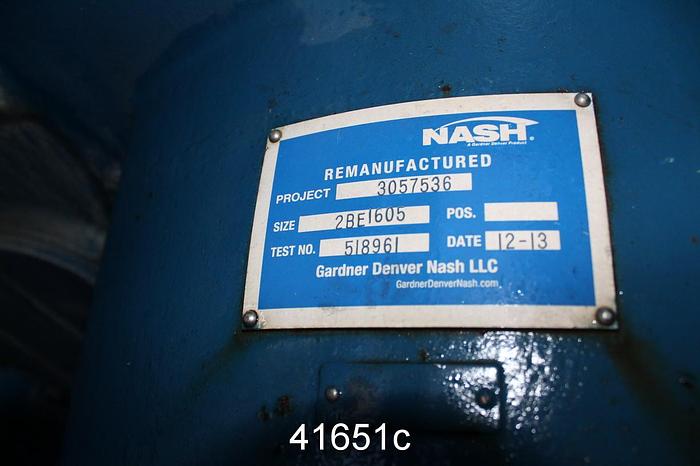 NASH®
A Gardner Denver Product
REMANUFACTURED
PROJECT 3057536
SIZE 2BE1605 POS.
TEST NO. 518961 DATE 12-13
Gardner Denver Nash LLC
GardnerDenverNash.com
41651c